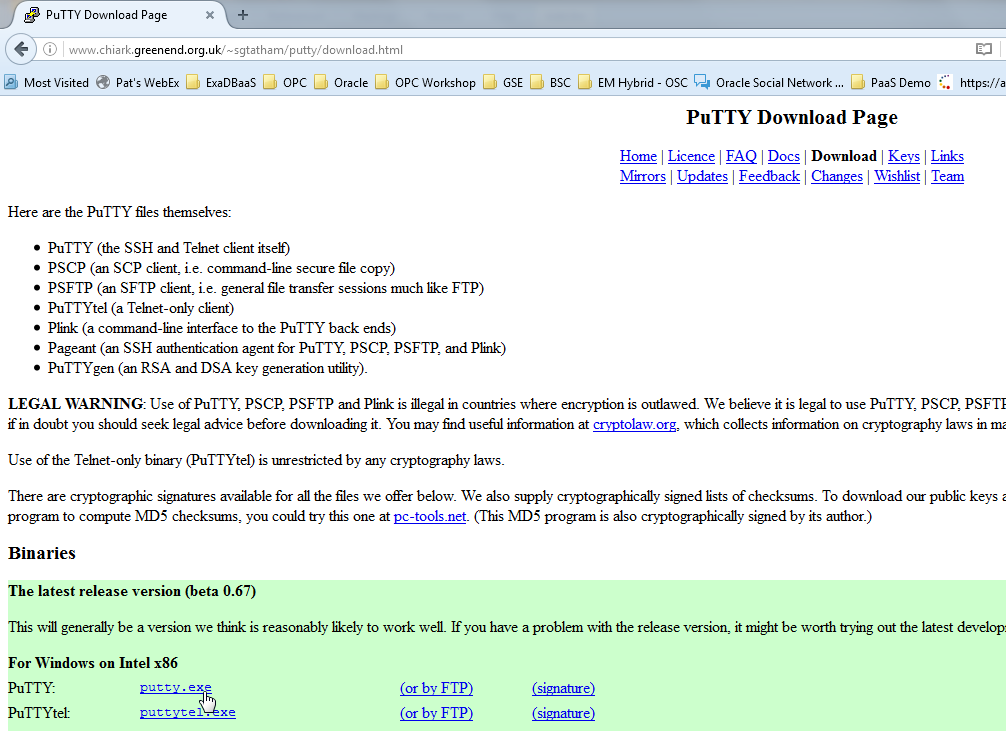 PuTTY Download Page
www.chiark.greenend.org.uk/~sgtatham/putty/download.html
Most Visited Pat's WebEx ExaDBaaS OPC Oracle OPC Workshop GSE BSC EM Hybrid - OSC Oracle Social Network ... PaaS Demo https://a
PuTTY Download Page
Home | Licence | FAQ | Docs | Download | Keys | Links
Mirrors | Updates | Feedback | Changes | Wishlist | Team
Here are the PuTTY files themselves:
• PuTTY (the SSH and Telnet client itself)
• PSCP (an SCP client, i.e. command-line secure file copy)
• PSFTP (an SFTP client, i.e. general file transfer sessions much like FTP)
• PuTTYtel (a Telnet-only client)
• Plink (a command-line interface to the PuTTY back ends)
• Pageant (an SSH authentication agent for PuTTY, PSCP, PSFTP, and Plink)
• PuTTYgen (an RSA and DSA key generation utility).
LEGAL WARNING: Use of PuTTY, PSCP, PSFTP and Plink is illegal in countries where encryption is outlawed. We believe it is legal to use PuTTY, PSCP, PSFTP
if in doubt you should seek legal advice before downloading it. You may find useful information at cryptolaw.org, which collects information on cryptography laws in ma
Use of the Telnet-only binary (PuTTYtel) is unrestricted by any cryptography laws.
There are cryptographic signatures available for all the files we offer below. We also supply cryptographically signed lists of checksums. To download our public keys a
program to compute MD5 checksums, you could try this one at pc-tools.net. (This MD5 program is also cryptographically signed by its author.)
Binaries
The latest release version (beta 0.67)
This will generally be a version we think is reasonably likely to work well. If you have a problem with the release version, it might be worth trying out the latest develop
For Windows on Intel x86
PuTTY: putty.exe (or by FTP) (signature)
PuTTYtel: puttytel.exe (or by FTP) (signature)